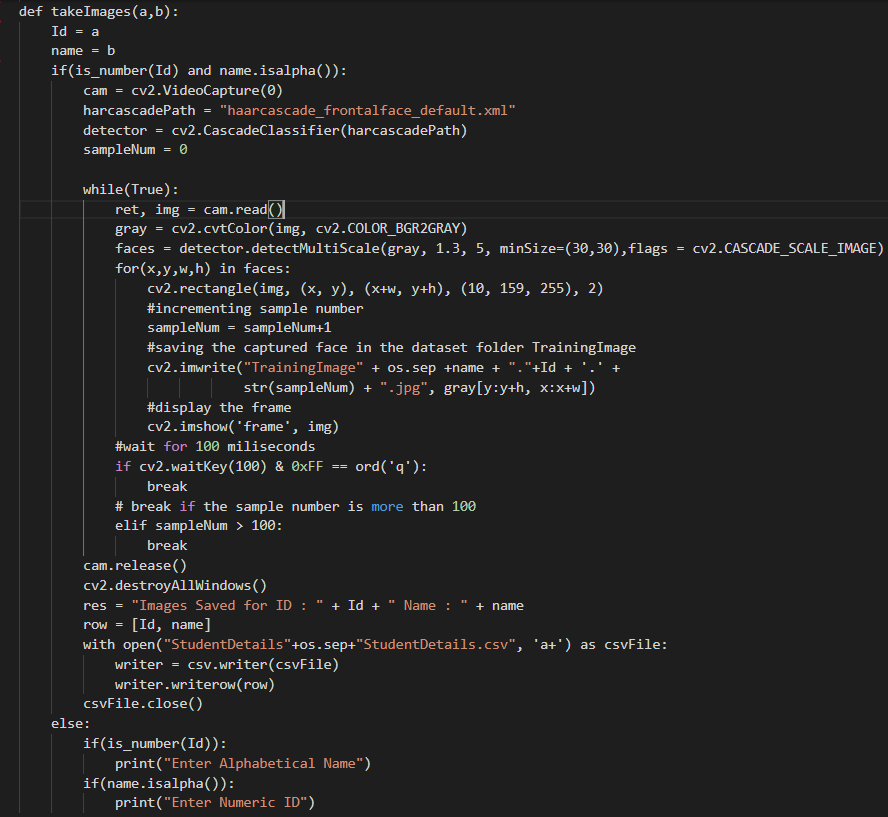 def takeImages(a,b):
    Id = a
    name = b
    if(is_number(Id) and name.isalpha()):
        cam = cv2.VideoCapture(0)
        harcascadePath = "haarcascade_frontalface_default.xml"
        detector = cv2.CascadeClassifier(harcascadePath)
        sampleNum = 0

        while(True):
            ret, img = cam.read()
            gray = cv2.cvtColor(img, cv2.COLOR_BGR2GRAY)
            faces = detector.detectMultiScale(gray, 1.3, 5, minSize=(30,30),flags = cv2.CASCADE_SCALE_IMAGE)
            for(x,y,w,h) in faces:
                cv2.rectangle(img, (x, y), (x+w, y+h), (10, 159, 255), 2)
                #incrementing sample number
                sampleNum = sampleNum+1
                #saving the captured face in the dataset folder TrainingImage
                cv2.imwrite("TrainingImage" + os.sep +name + "."+Id + '.' +
                            str(sampleNum) + ".jpg", gray[y:y+h, x:x+w])
                #display the frame
                cv2.imshow('frame', img)
            #wait for 100 miliseconds
            if cv2.waitKey(100) & 0xFF == ord('q'):
                break
            # break if the sample number is more than 100
            elif sampleNum > 100:
                break
        cam.release()
        cv2.destroyAllWindows()
        res = "Images Saved for ID : " + Id + " Name : " + name
        row = [Id, name]
        with open("StudentDetails"+os.sep+"StudentDetails.csv", 'a+') as csvFile:
            writer = csv.writer(csvFile)
            writer.writerow(row)
        csvFile.close()
    else:
        if(is_number(Id)):
            print("Enter Alphabetical Name")
        if(name.isalpha()):
            print("Enter Numeric ID")